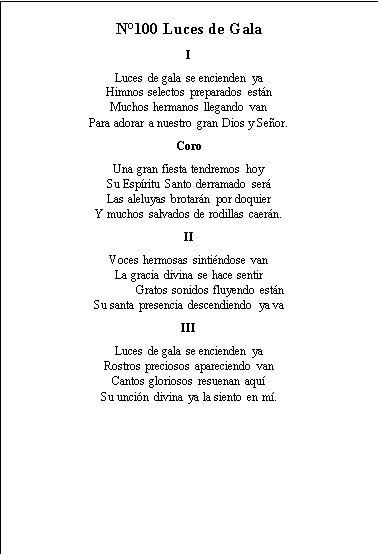 Nº100 Luces de Gala
I
Luces de gala se encienden ya
Himnos selectos preparados están
Muchos hermanos llegando van
Para adorar a nuestro gran Dios y Señor.
Coro
Una gran fiesta tendremos hoy
Su Espíritu Santo derramado será
Las aleluyas brotarán por doquier
Y muchos salvados de rodillas caerán.
II
Voces hermosas sintiéndose van
La gracia divina se hace sentir
Gratos sonidos fluyendo están
Su santa presencia descendiendo ya va
III
Luces de gala se encienden ya
Rostros preciosos apareciendo van
Cantos gloriosos resuenan aquí
Su unción divina ya la siento en mí.